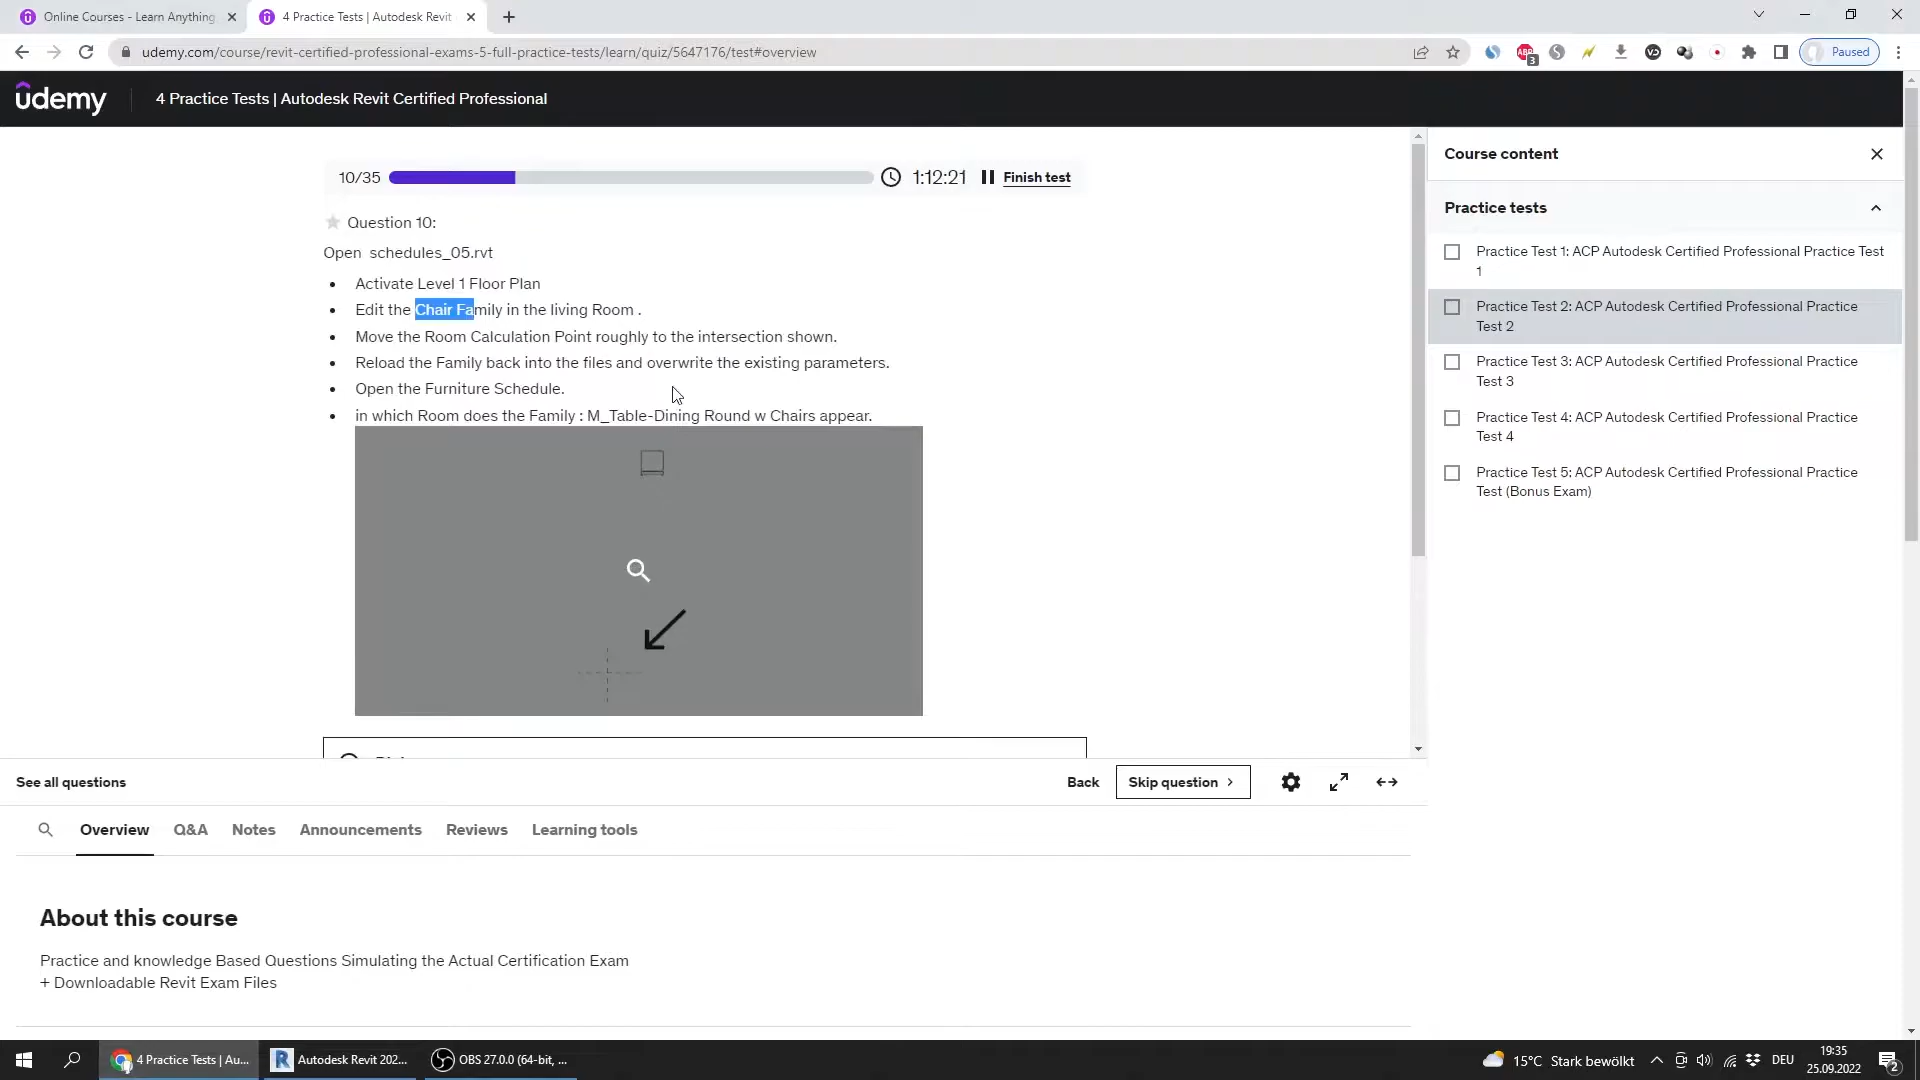 Online Courses - Learn Anything
4 Practice Tests | Autodesk Revit
udemy.com/course/revit-certified-professional-exams-5-full-practice-tests/learn/quiz/5647176/test#overview
ABP
3
Paused
udemy
4 Practice Tests | Autodesk Revit Certified Professional
10/35
1:12:21
Finish test
Question 10:
Open schedules_05.rvt
• Activate Level 1 Floor Plan
• Edit the Chair Family in the living Room .
• Move the Room Calculation Point roughly to the intersection shown.
• Reload the Family back into the files and overwrite the existing parameters.
• Open the Furniture Schedule.
• in which Room does the Family : M_Table-Dining Round w Chairs appear.
See all questions
Back
Skip question
Overview
Q&A
Notes
Announcements
Reviews
Learning tools
About this course
Practice and knowledge Based Questions Simulating the Actual Certification Exam
+ Downloadable Revit Exam Files
Course content
Practice tests
Practice Test 1: ACP Autodesk Certified Professional Practice Test
1
Practice Test 2: ACP Autodesk Certified Professional Practice
Test 2
Practice Test 3: ACP Autodesk Certified Professional Practice
Test 3
Practice Test 4: ACP Autodesk Certified Professional Practice
Test 4
Practice Test 5: ACP Autodesk Certified Professional Practice
Test (Bonus Exam)
4 Practice Tests | Au...
R
Autodesk Revit 202...
OBS 27.0.0 (64-bit, ...
15°C Stark bewölkt
DEU
19:35
25.09.2022
2